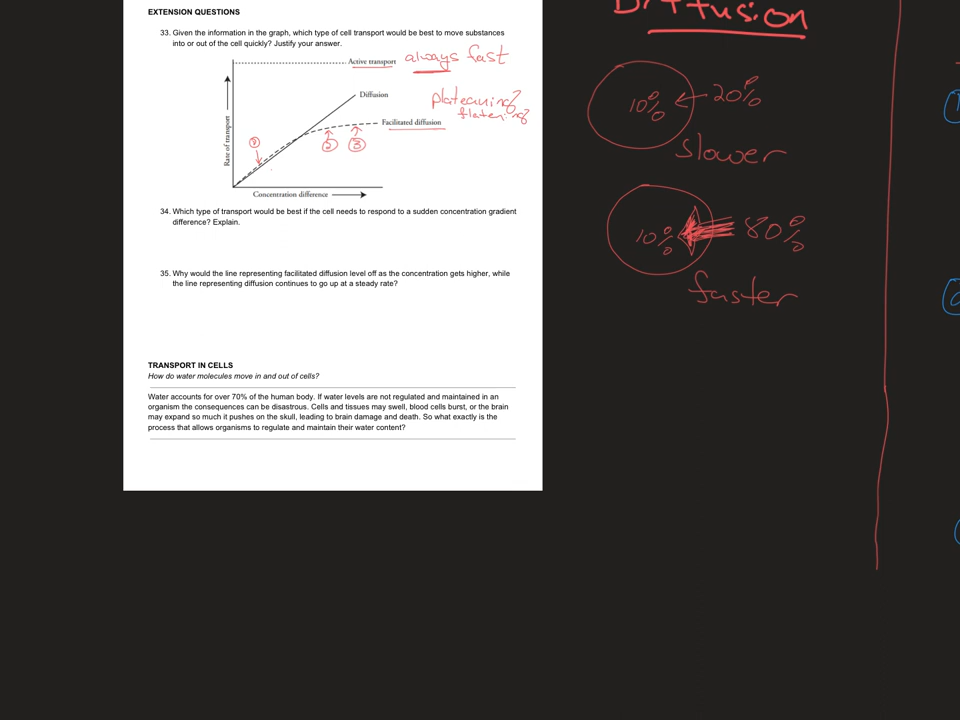 EXTENSION QUESTIONS
33. Given the information in the graph, which type of cell transport would be best to move substances
into or out of the cell quickly? Justify your answer.
Active transport
always fast
Diffusion
plateauing
flatering
Facilitated diffusion
2
3
Rate of transport
Concentration difference
34. Which type of transport would be best if the cell needs to respond to a sudden concentration gradient
difference? Explain.
35. Why would the line representing facilitated diffusion level off as the concentration gets higher, while
the line representing diffusion continues to go up at a steady rate?
TRANSPORT IN CELLS
How do water molecules move in and out of cells?
Water accounts for over 70% of the human body. If water levels are not regulated and maintained in an
organism the consequences can be disastrous. Cells and tissues may swell, blood cells burst, or the brain
may expand so much it pushes on the skull, leading to brain damage and death. So what exactly is the
process that allows organisms to regulate and maintain their water content?
Diffusion
10% 20%
slower
10% 80%
faster